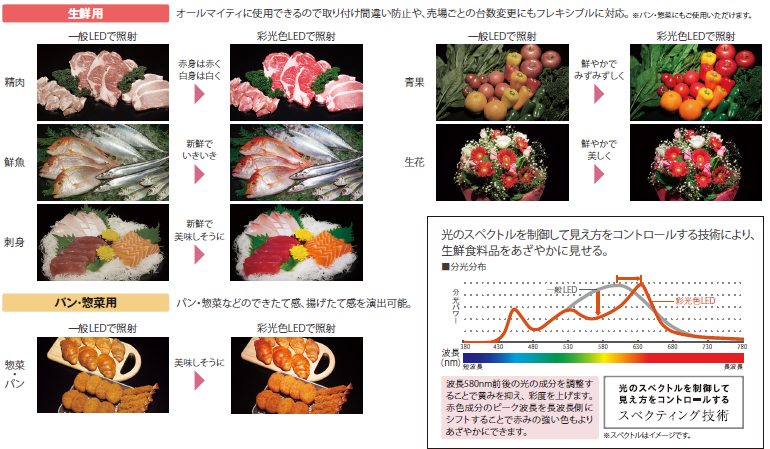 生鮮用
オールマイティに使用できるので取り付け間違い防止や、売場ごとの台数変更にもフレキシブルに対応。 ※パン・惣菜にもご使用いただけます。
一般LEDで照射
彩光色LEDで照射
精肉
赤身は赤く
白身は白く
鮮魚
新鮮で
いきいき
刺身
新鮮で
美味しそうに
一般LEDで照射
彩光色LEDで照射
青果
鮮やかで
みずみずしく
生花
鮮やかで
美しく
パン・惣菜用
パン・惣菜などのできたて感、揚げたて感を演出可能。
一般LEDで照射
彩光色LEDで照射
惣菜
・
パン
美味しそうに
光のスペクトルを制御して見え方をコントロールする技術により、
生鮮食料品をあざやかに見せる。
■分光分布
分光パワー
一般LED
彩光色LED
380 430 480 530 580 630 680 730 780
波長
(nm)
短波長
長波長
波長580nm前後の光の成分を調整す
ることで黄みを抑え、彩度を上げます。
赤色成分のピーク波長を長波長側に
シフトすることで赤みの強い色もより
あざやかにできます。
光のスペクトルを制御して
見え方をコントロールする
スペクティング技術
※スペクトルはイメージです。